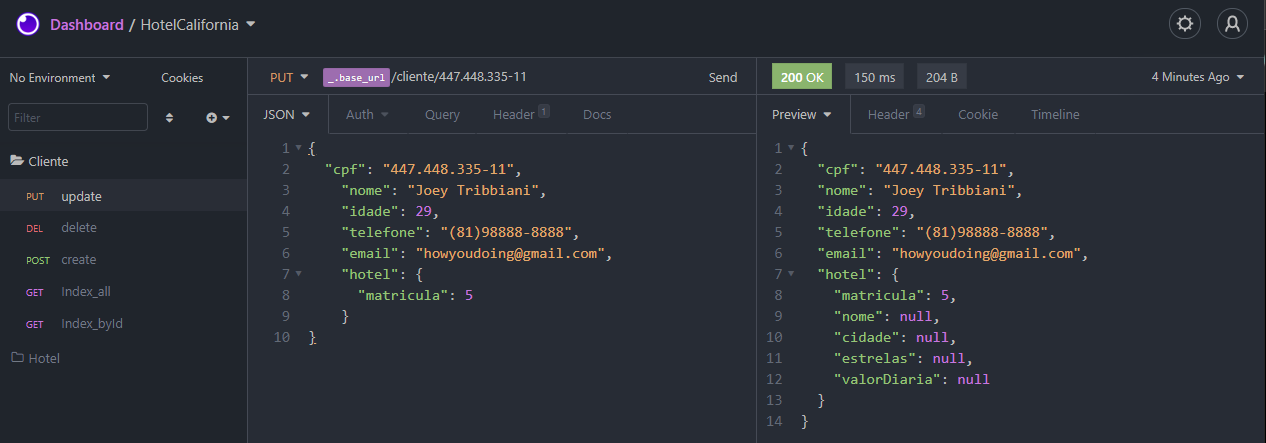 Dashboard / HotelCalifornia
No Environment Cookies
PUT _.base_url /cliente/447.448.335-11 Send
200 OK 150 ms 204 B 4 Minutes Ago
Filter
JSON Auth Query Header 1 Docs
Preview Header 4 Cookie Timeline
Cliente
PUT update
DEL delete
POST create
GET Index_all
GET Index_byId
Hotel
1 {
2 "cpf": "447.448.335-11",
3 "nome": "Joey Tribbiani",
4 "idade": 29,
5 "telefone": "(81)98888-8888",
6 "email": "howyoudoing@gmail.com",
7 "hotel": {
8 "matricula": 5
9 }
10 }
1 {
2 "cpf": "447.448.335-11",
3 "nome": "Joey Tribbiani",
4 "idade": 29,
5 "telefone": "(81)98888-8888",
6 "email": "howyoudoing@gmail.com",
7 "hotel": {
8 "matricula": 5,
9 "nome": null,
10 "cidade": null,
11 "estrelas": null,
12 "valorDiaria": null
13 }
14 }